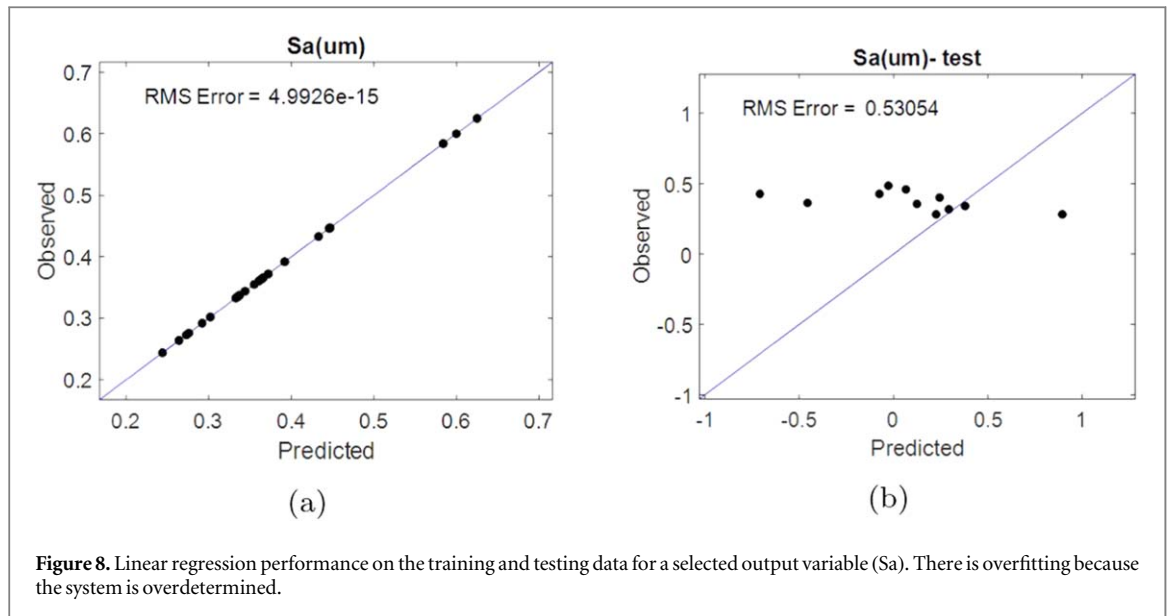 Sa(um)
RMS Error = 4.9926e-15
0.7
0.6
0.5
0.4
0.3
0.2
Observed
0.2 0.3 0.4 0.5 0.6 0.7
Predicted
(a)
Sa(um)- test
RMS Error = 0.53054
1
0.5
0
-0.5
-1
Observed
-1 -0.5 0 0.5 1
Predicted
(b)
Figure 8. Linear regression performance on the training and testing data for a selected output variable (Sa). There is overfitting because
the system is overdetermined.